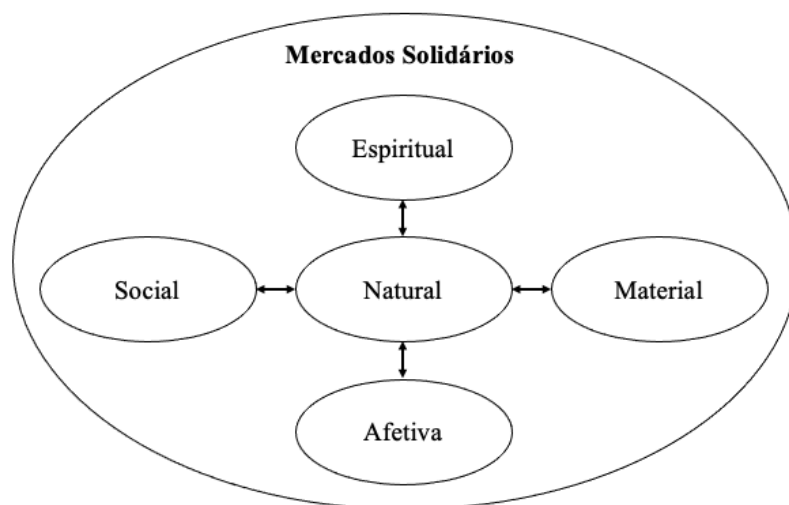 Mercados Solidários
Espiritual
Social
Natural
Material
Afetiva